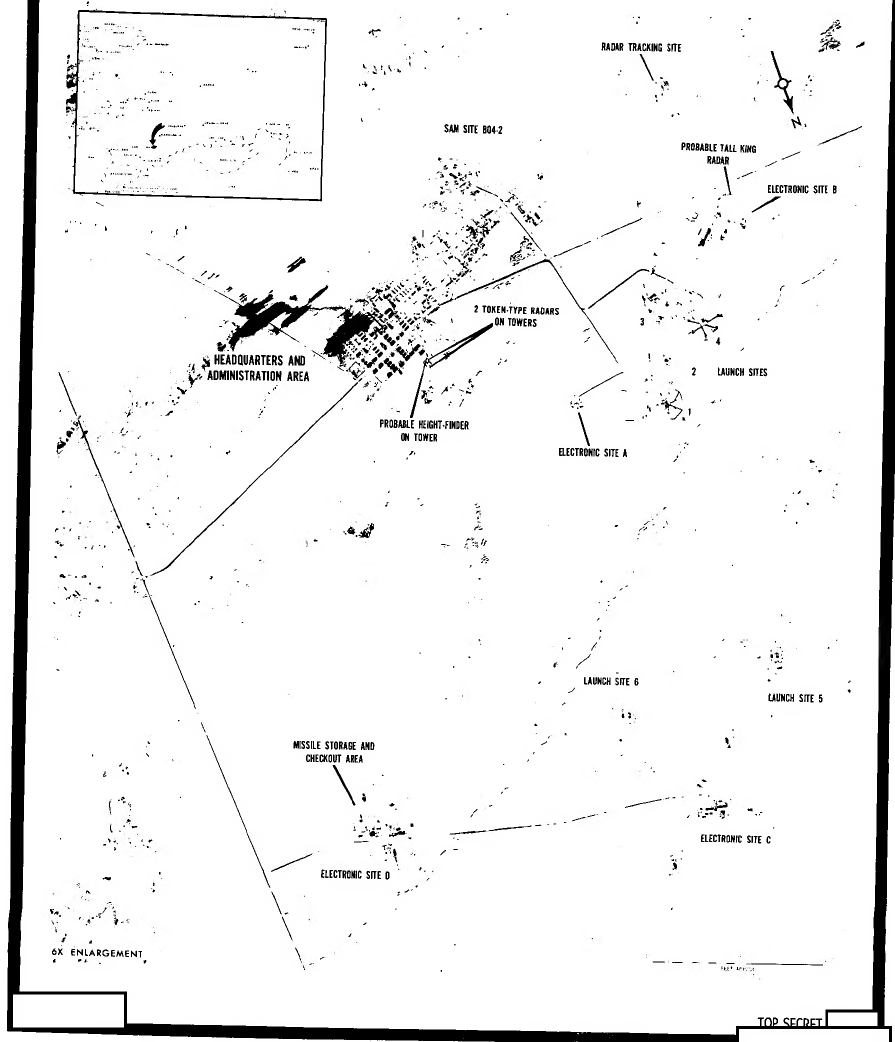 RADAR TRACKING SITE
N
SAM SITE B04-2
PROBABLE TALL KING
RADAR
ELECTRONIC SITE B
2 TOKEN-TYPE RADARS
ON TOWERS
3
4
HEADQUARTERS AND
ADMINISTRATION AREA
2
LAUNCH SITES
1
PROBABLE HEIGHT-FINDER
ON TOWER
ELECTRONIC SITE A
LAUNCH SITE 6
LAUNCH SITE 5
MISSILE STORAGE AND
CHECKOUT AREA
ELECTRONIC SITE C
ELECTRONIC SITE D
6X ENLARGEMENT
TOP SECRET